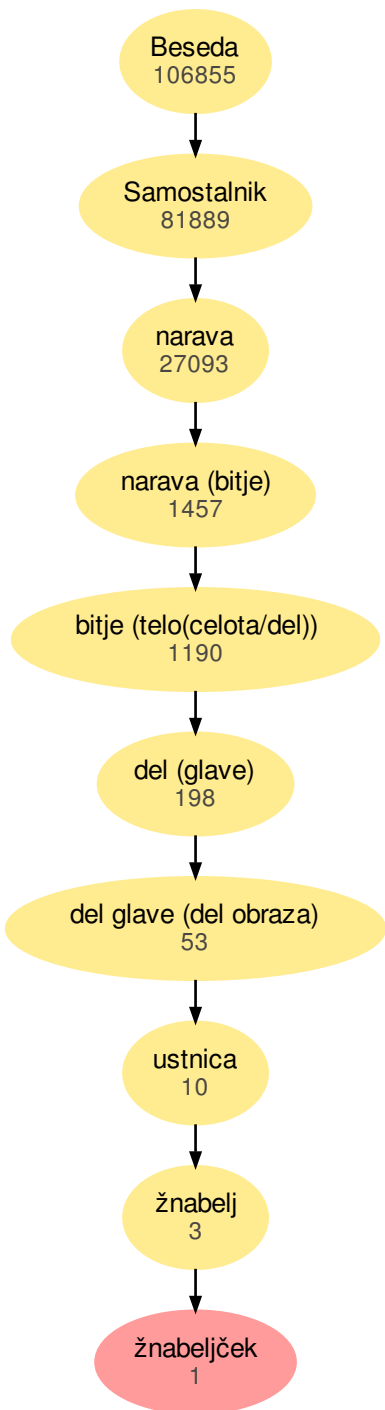 Beseda
106855
Samostalnik
81889
narava
27093
narava (bitje)
1457
bitje (telo(celota/del))
1190
del (glave)
198
del glave (del obraza)
53
ustnica
10
žnabelj
3
žnabeljček
1